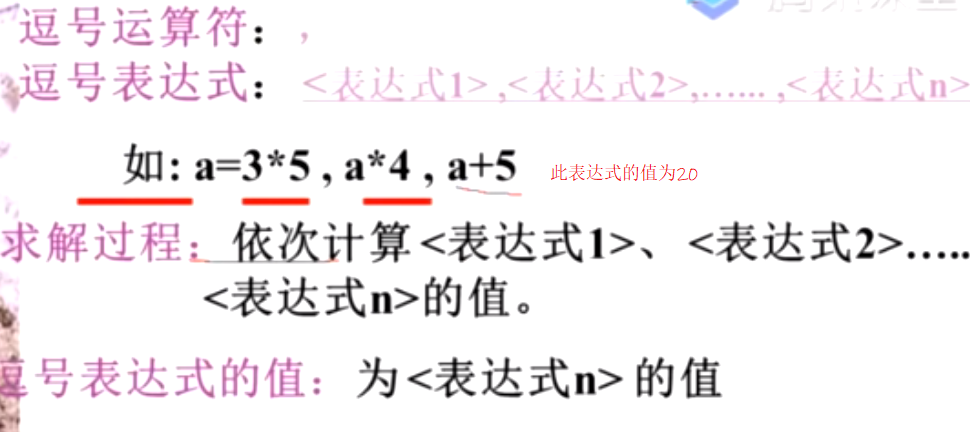 逗号运算符：，
逗号表达式：<表达式1>,<表达式2>,...... ,<表达式n>
如: a=3*5 , a*4 , a+5 此表达式的值为20
求解过程：依次计算<表达式1>、<表达式2>.....
<表达式n>的值。
逗号表达式的值：为<表达式n>的值